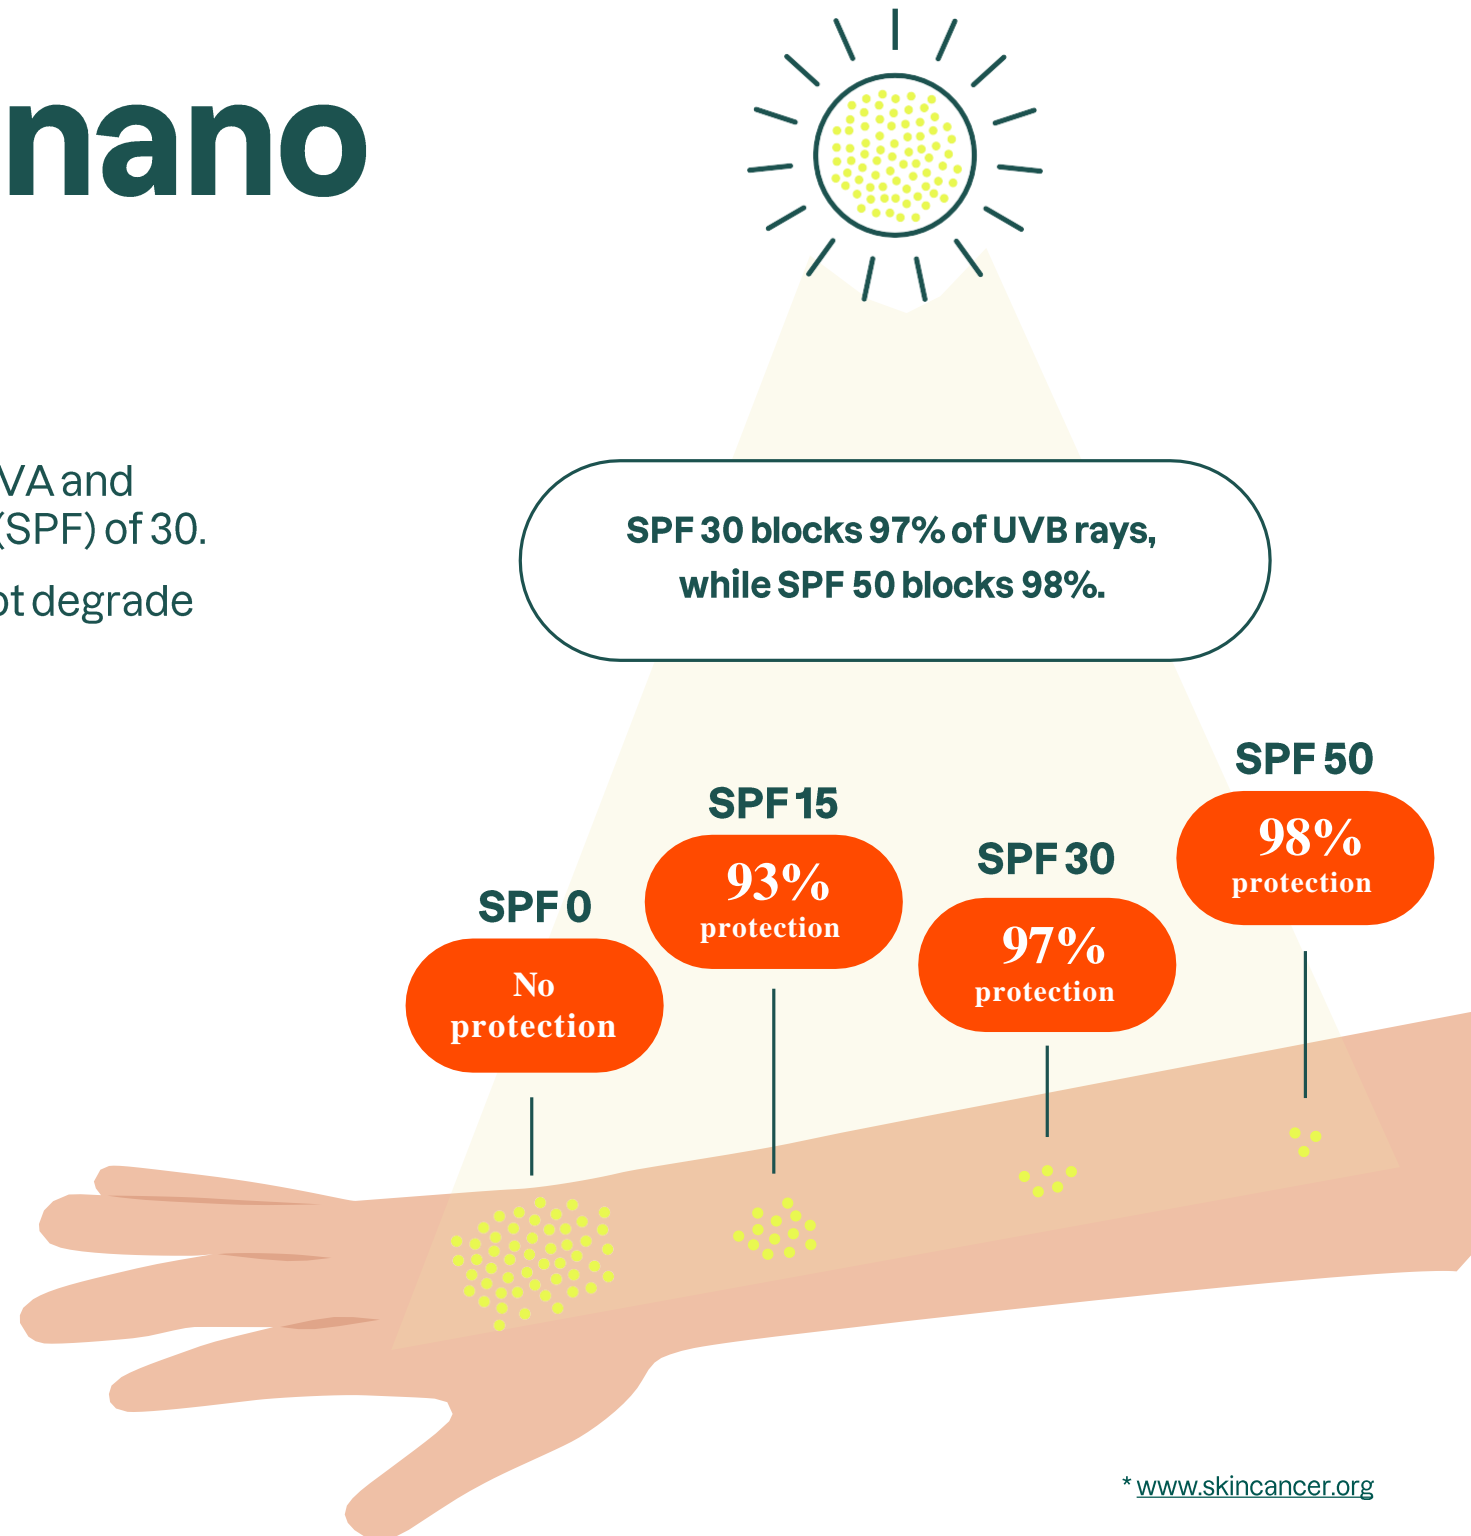 nano
VA and
(SPF) of 30.
ot degrade
SPF 30 blocks 97% of UVB rays,
while SPF 50 blocks 98%.
SPF 0
No
protection
SPF 15
93%
protection
SPF 30
97%
protection
SPF 50
98%
protection
* www.skincancer.org